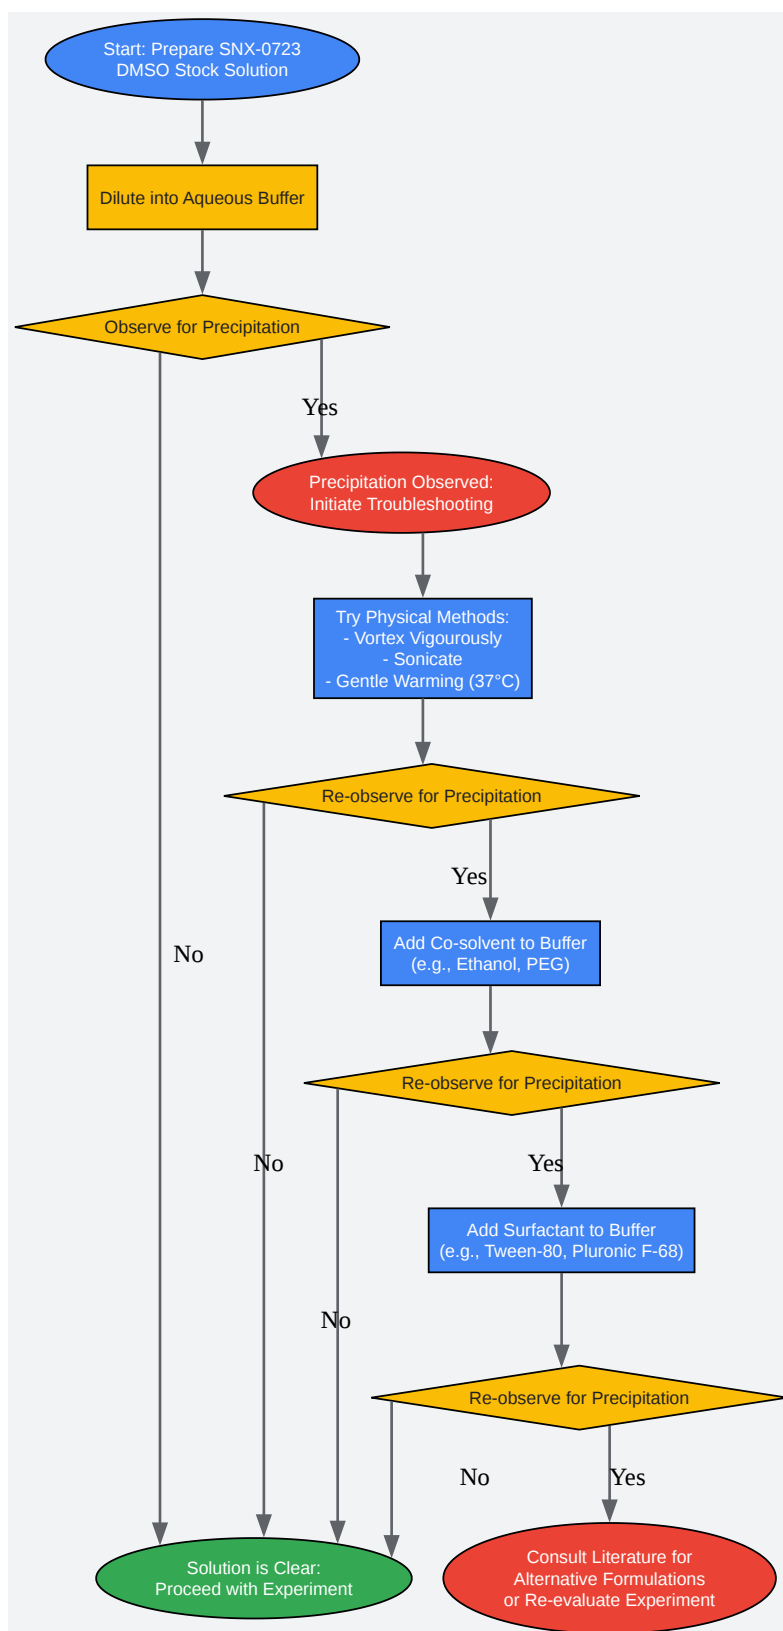 Start: Prepare SNX-0723
DMSO Stock Solution
Dilute into Aqueous Buffer
Observe for Precipitation
Yes
Precipitation Observed:
Initiate Troubleshooting
Try Physical Methods:
- Vortex Vigourously
- Sonicate
- Gentle Warming (37°C)
Re-observe for Precipitation
Yes
Add Co-solvent to Buffer
(e.g., Ethanol, PEG)
No
Re-observe for Precipitation
No
Yes
Add Surfactant to Buffer
(e.g., Tween-80, Pluronic F-68)
No
Re-observe for Precipitation
No
Yes
Solution is Clear:
Proceed with Experiment
Consult Literature for
Alternative Formulations
or Re-evaluate Experiment